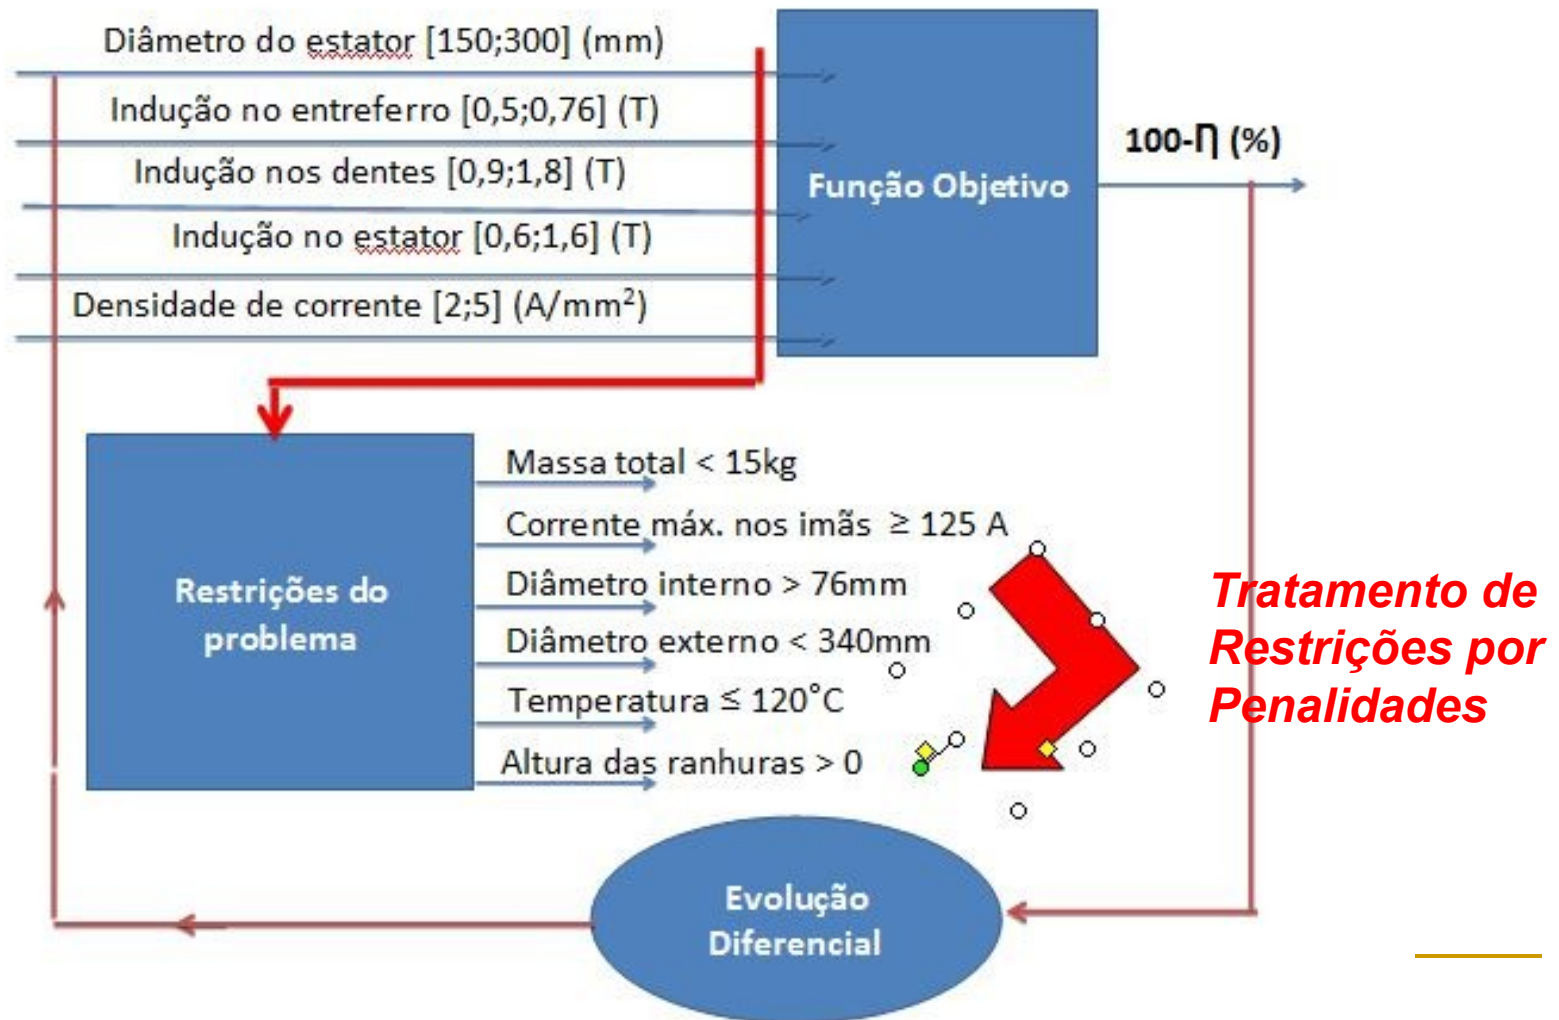 Diâmetro do estator [150;300] (mm)
Indução no entreferro [0,5;0,76] (T)
Indução nos dentes [0,9;1,8] (T)
Indução no estator [0,6;1,6] (T)
Densidade de corrente [2;5] (A/mm²)
Função Objetivo
100-Ƞ (%)
Restrições do
problema
Massa total < 15kg
Corrente máx. nos imãs ≥ 125 A
Diâmetro interno > 76mm
Diâmetro externo < 340mm
Temperatura ≤ 120°C
Altura das ranhuras > 0
Tratamento de
Restrições por
Penalidades
Evolução
Diferencial